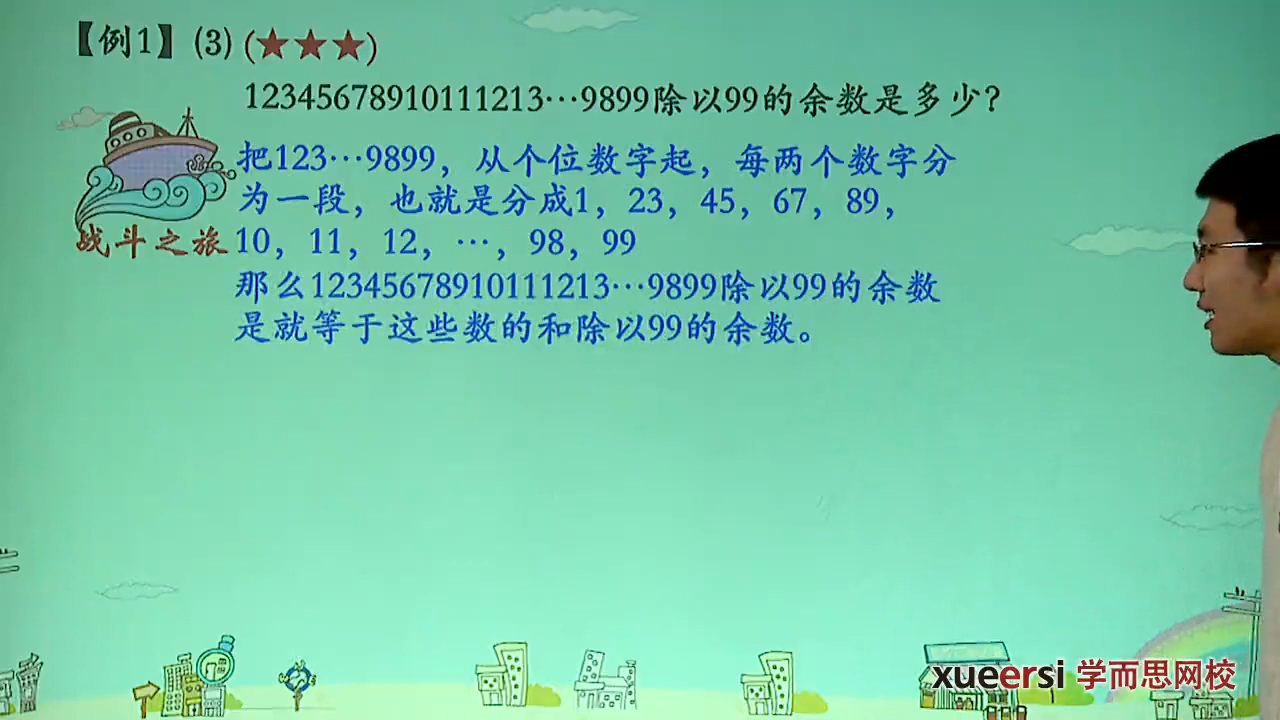 【例1】(3)(★★★)
12345678910111213…9899除以99的余数是多少?
把123…9899，从个位数字起，每两个数字分
为一段，也就是分成1，23，45，67，89，
10，11，12，…，98，99
那么12345678910111213…9899除以99的余数
是就等于这些数的和除以99的余数。
战斗之旅
xueersi 学而思网校